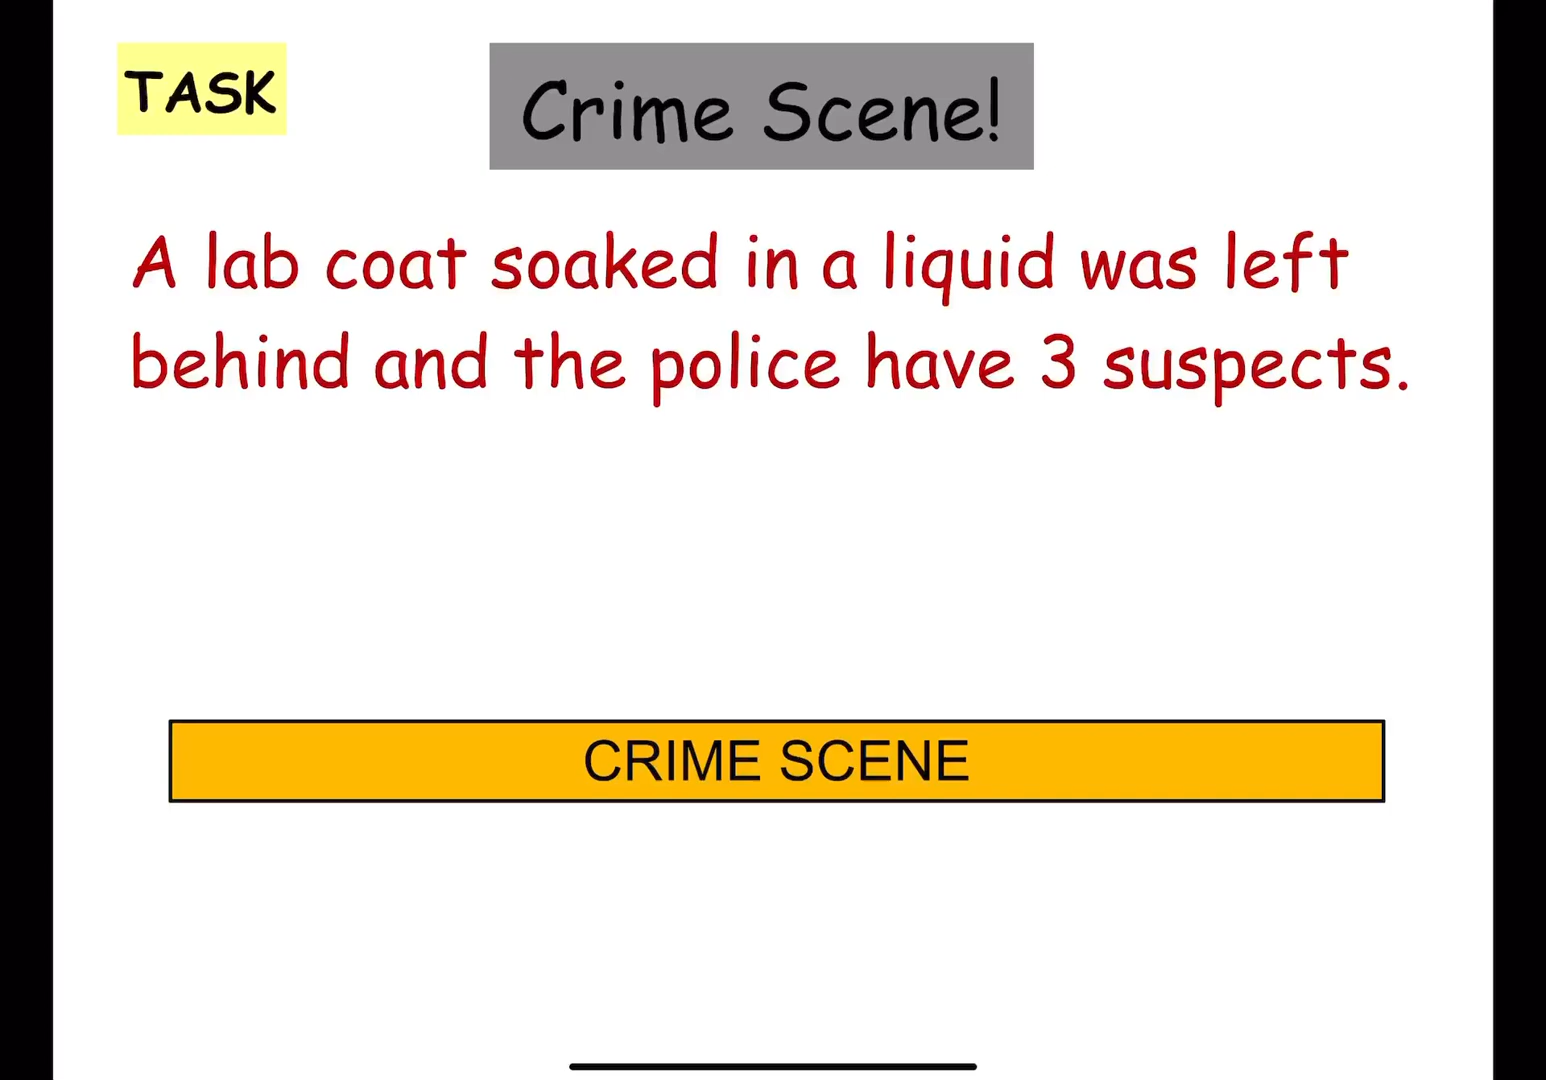 TASK
Crime Scene!
A lab coat soaked in a liquid was left
behind and the police have 3 suspects.
CRIME SCENE